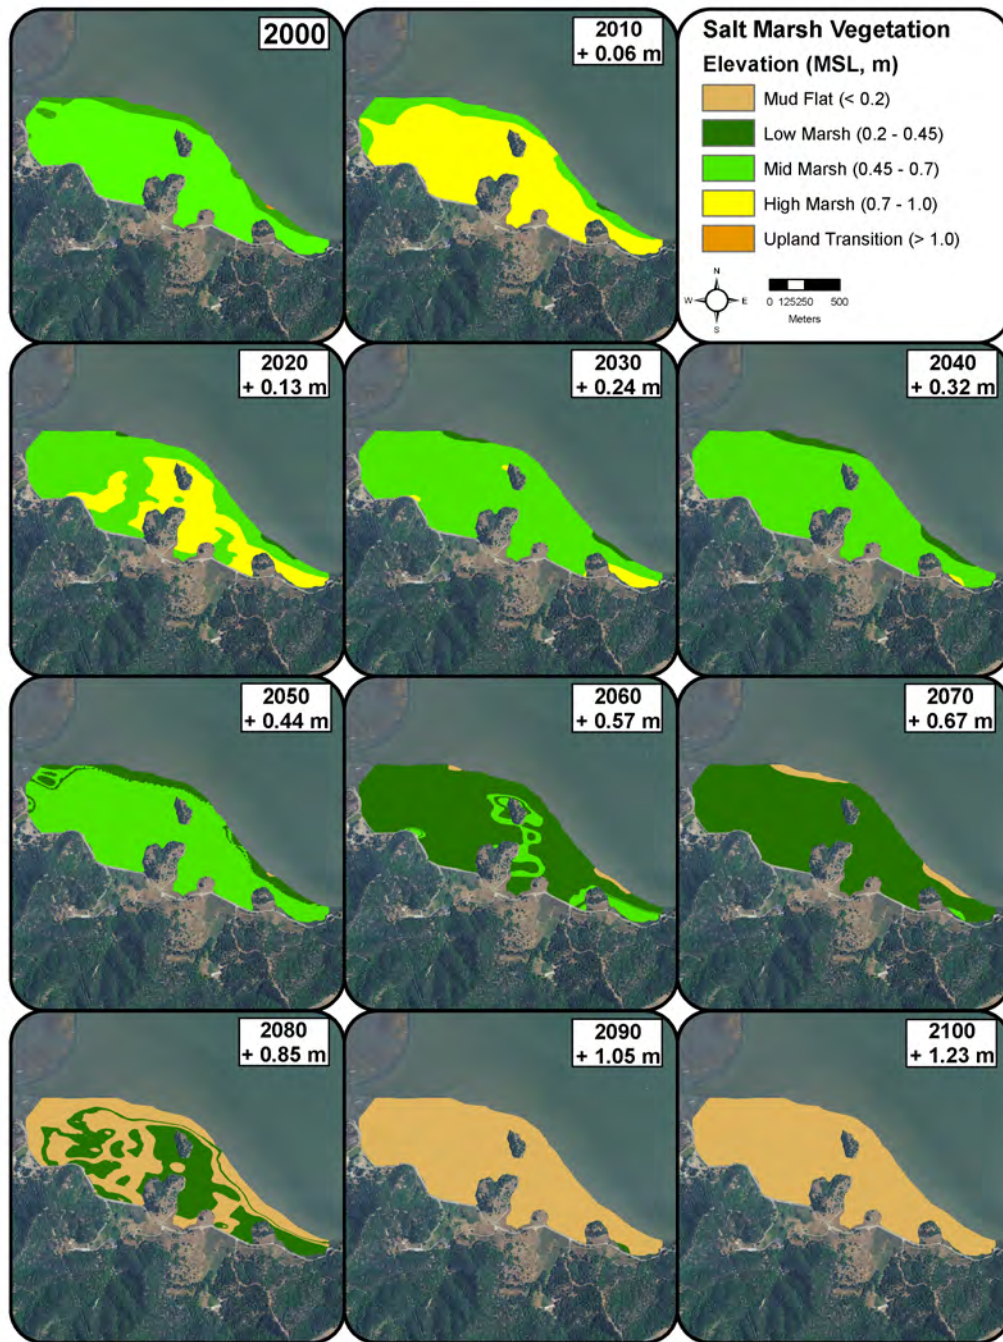 2000
2010
+ 0.06 m
Salt Marsh Vegetation
Elevation (MSL, m)
Mud Flat (< 0.2)
Low Marsh (0.2 - 0.45)
Mid Marsh (0.45 - 0.7)
High Marsh (0.7 - 1.0)
Upland Transition (> 1.0)
N
W E
S
0 125250 500
Meters
2020
+ 0.13 m
2030
+ 0.24 m
2040
+ 0.32 m
2050
+ 0.44 m
2060
+ 0.57 m
2070
+ 0.67 m
2080
+ 0.85 m
2090
+ 1.05 m
2100
+ 1.23 m